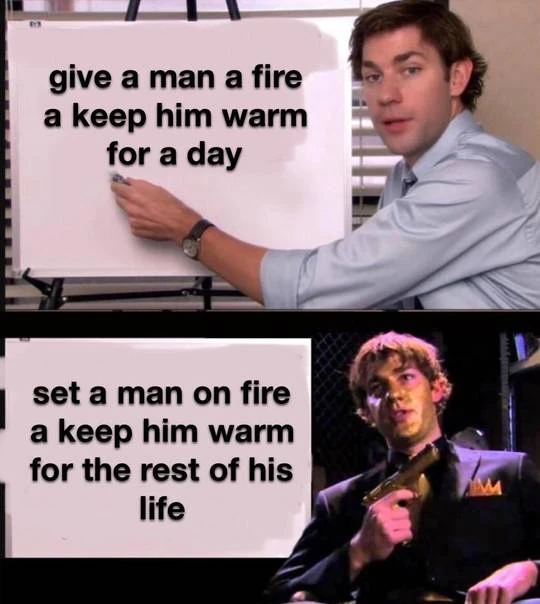 give a man a fire
a keep him warm
for a day
set a man on fire
a keep him warm
for the rest of his
life